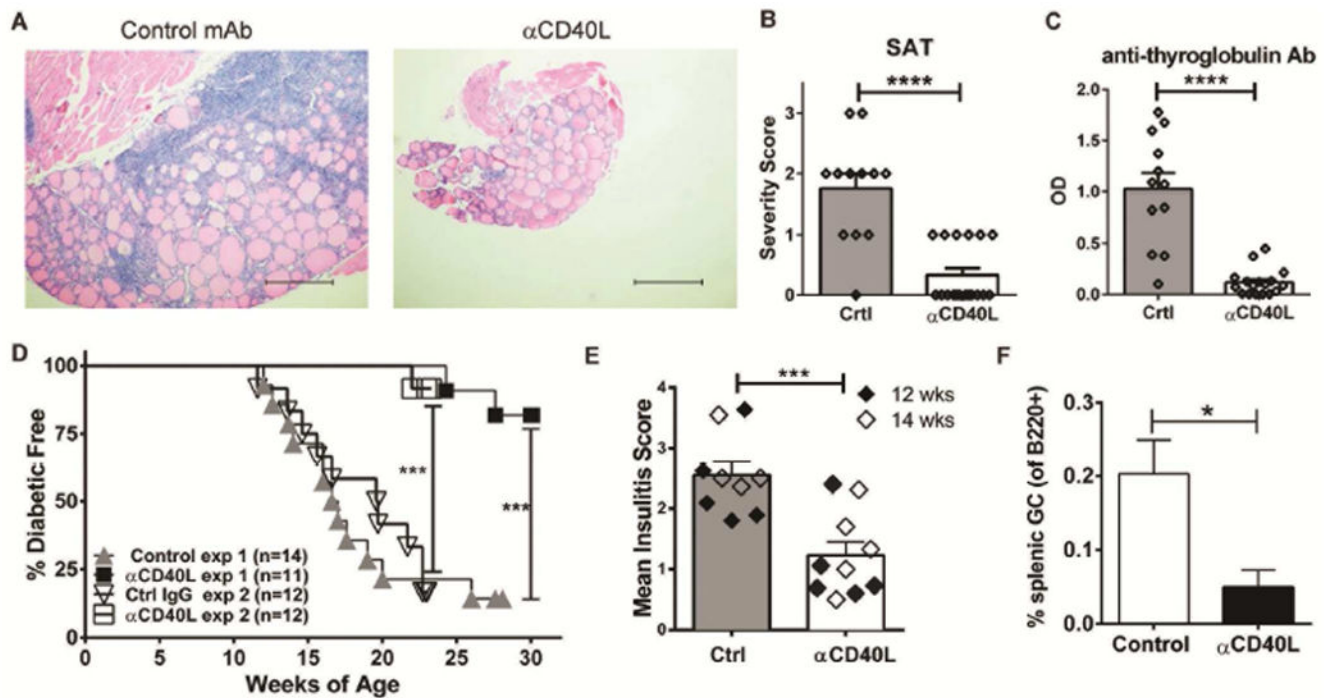 A
Control mAb
αCD40L
B
SAT
****
Severity Score
3
2
1
0
Crtl
αCD40L
C
anti-thyroglobulin Ab
****
OD
2.0
1.5
1.0
0.5
0.0
Crtl
αCD40L
D
% Diabetic Free
100
75
50
25
0
***
***
Control exp 1 (n=14)
αCD40L exp 1 (n=11)
Ctrl IgG exp 2 (n=12)
αCD40L exp 2 (n=12)
0 5 10 15 20 25 30
Weeks of Age
E
Mean Insulitis Score
4
3
2
1
0
***
12 wks
14 wks
Ctrl
αCD40L
F
% splenic GC (of B220+)
0.3
0.2
0.1
0.0
*
Control
αCD40L